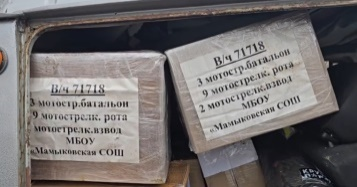 В/ч 71718
3 мотостр.батальон
9 мотострелк. рота
мотострелк.взвод
МБОУ
«Мамыковская СОШ
В/ч 71718
3 мотостр.батальон
9 мотострелк. рота
2 мотострелк.взвод
МБОУ
«Мамыковская СОШ